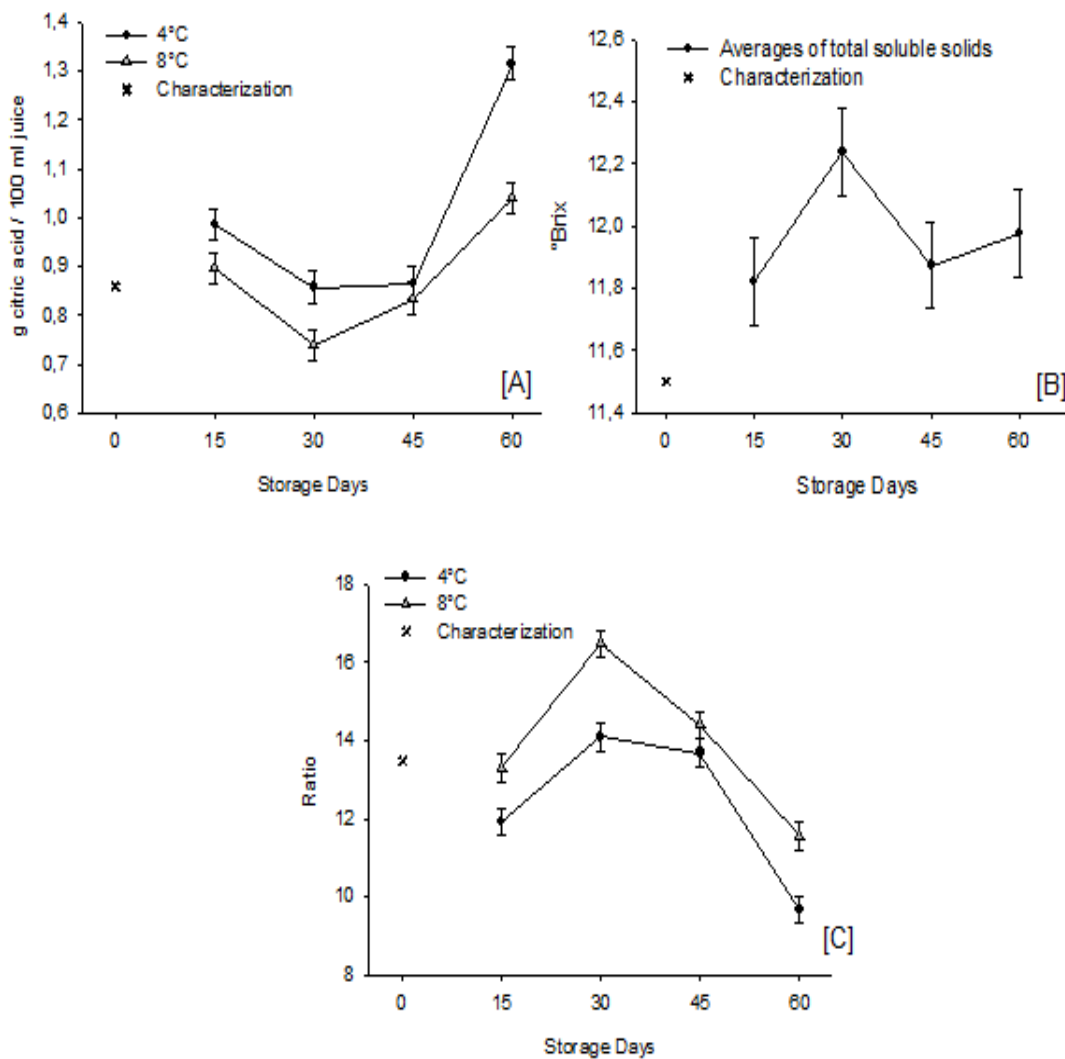 4°C
8°C
Characterization
1,4
1,3
1,2
1,1
1,0
0,9
0,8
0,7
0,6
g citric acid / 100 ml juice
[A]
0 15 30 45 60
Storage Days
Averages of total soluble solids
Characterization
12,6
12,4
12,2
12,0
11,8
11,6
11,4
°Brix
[B]
0 15 30 45 60
Storage Days
4°C
8°C
Characterization
18
16
14
12
10
8
Ratio
[C]
0 15 30 45 60
Storage Days